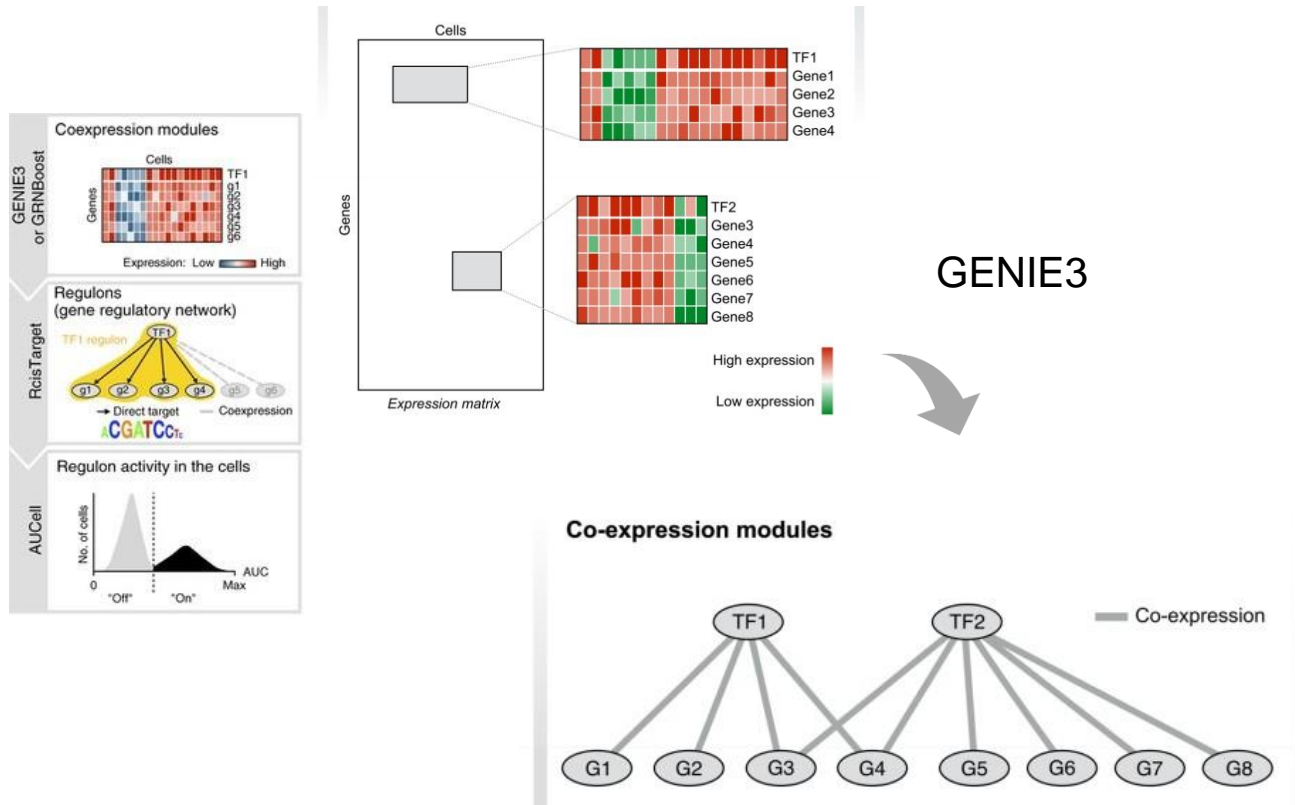 GENIE3
or GRNBoost
Coexpression modules
Cells
Genes
TF1
g1
g2
g3
g4
g5
g6
Expression: Low High
RcisTarget
Regulons
(gene regulatory network)
TF1 regulon
TF1
g1 g2 g3 g4 g5 g6
Direct target Coexpression
ACGATCCTc
AUCell
Regulon activity in the cells
No. of cells
AUC
0 Max
"Off" "On"
Cells
Genes
Expression matrix
TF1
Gene1
Gene2
Gene3
Gene4
TF2
Gene3
Gene4
Gene5
Gene6
Gene7
Gene8
High expression
Low expression
GENIE3
Co-expression modules
TF1 TF2 Co-expression
G1 G2 G3 G4 G5 G6 G7 G8